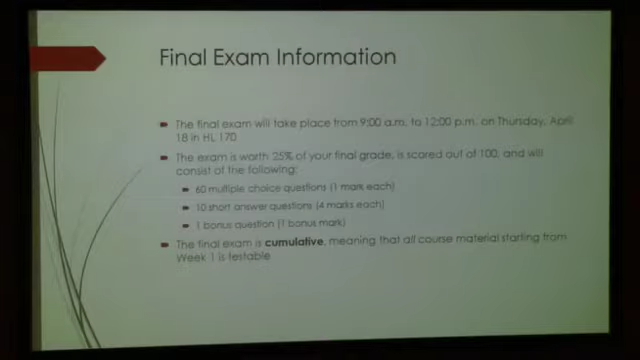 Final Exam Information
The final exam will take place from 9:00 a.m. to 12:00 p.m. on Thursday, April
18 in HL 170
The exam is worth 25% of your final grade, is scored out of 100, and will
consist of the following:
60 multiple choice questions (1 mark each)
10 short answer questions (4 marks each)
1 bonus question (1 bonus mark)
The final exam is cumulative, meaning that all course material starting from
Week 1 is testable